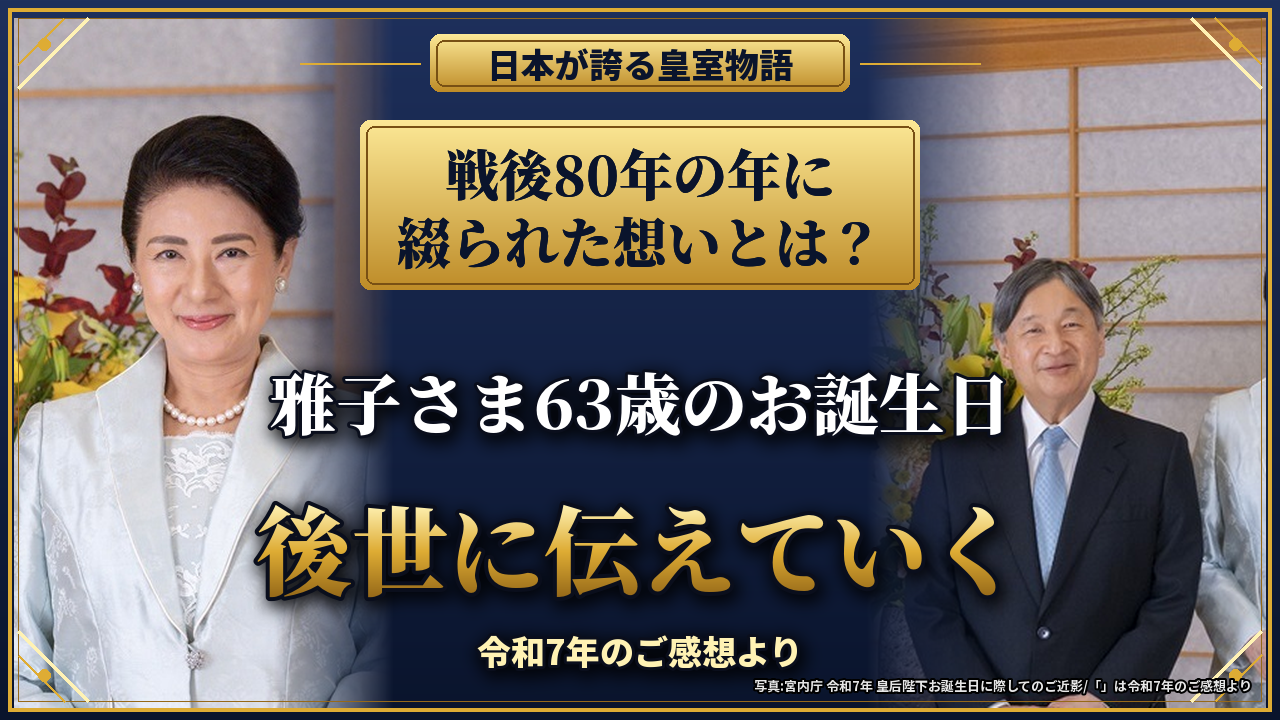 日本が誇る皇室物語
戦後80年の年に
綴られた想いとは？
雅子さま63歳のお誕生日
後世に伝えていく
令和7年のご感想より
写真:宮内庁 令和7年 皇后陛下お誕生日に際してのご近影/「」は令和7年のご感想より